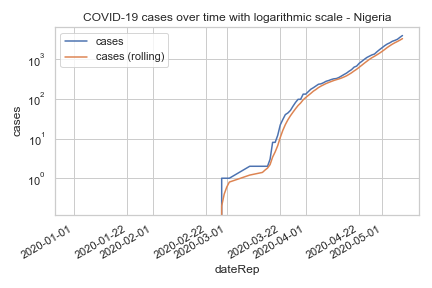 COVID-19 cases over time with logarithmic scale - Nigeria
cases
cases (rolling)
10³
10²
10¹
10⁰
cases
2020-01-01
2020-01-22
2020-02-01
2020-02-22
2020-03-01
2020-03-22
2020-04-01
2020-04-22
2020-05-01
dateRep